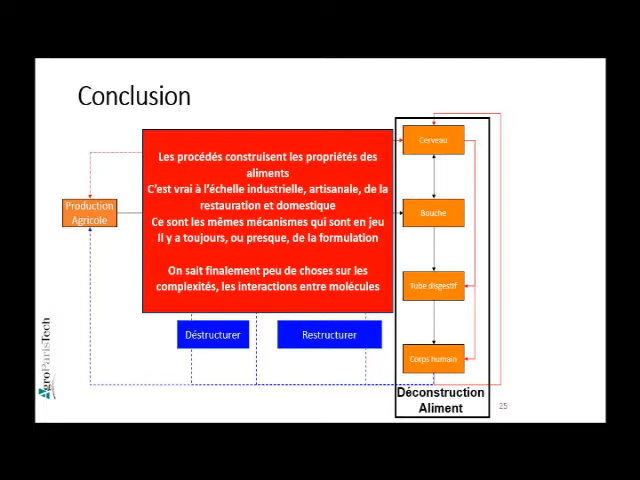 Conclusion
Les procédés construisent les propriétés des
aliments
C'est vrai à l'échelle industrielle, artisanale, de la
restauration et domestique
Ce sont les mêmes mécanismes qui sont en jeu
Il y a toujours, ou presque, de la formulation
On sait finalement peu de choses sur les
complexités, les interactions entre molécules
Production
Agricole
Cerveau
Bouche
Tube disgestif
Corps humain
Déstructurer
Restructurer
Déconstruction
Aliment
25
AgroParisTech